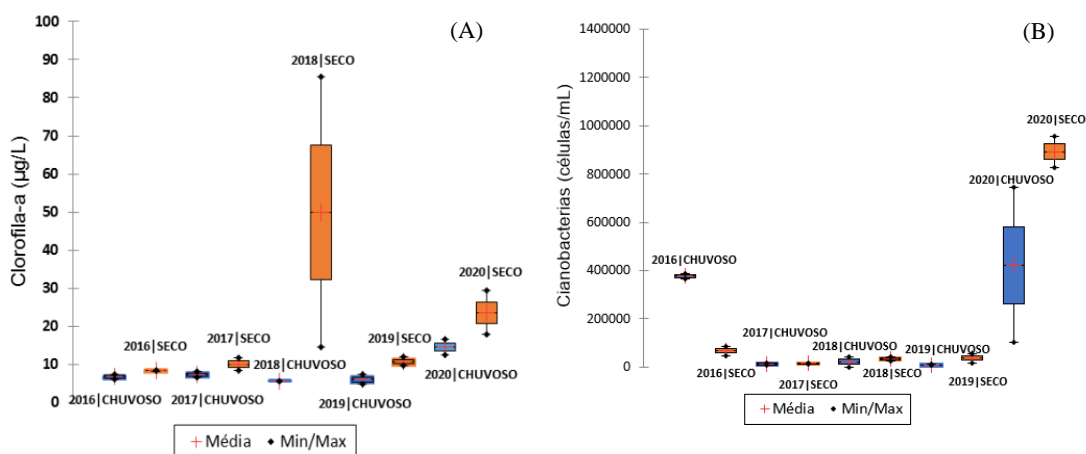 (A)
Clorofila-a (µg/L)
100
90
80
70
60
50
40
30
20
10
0
2016|CHUVOSO
2016|SECO
2017|CHUVOSO
2017|SECO
2018|CHUVOSO
2018|SECO
2019|CHUVOSO
2019|SECO
2020|CHUVOSO
2020|SECO
Média Min/Max
(B)
Cianobacterias (células/mL)
1400000
1200000
1000000
800000
600000
400000
200000
0
2016|CHUVOSO
2016|SECO
2017|CHUVOSO
2017|SECO
2018|CHUVOSO
2018|SECO
2019|CHUVOSO
2019|SECO
2020|CHUVOSO
2020|SECO
Média Min/Max